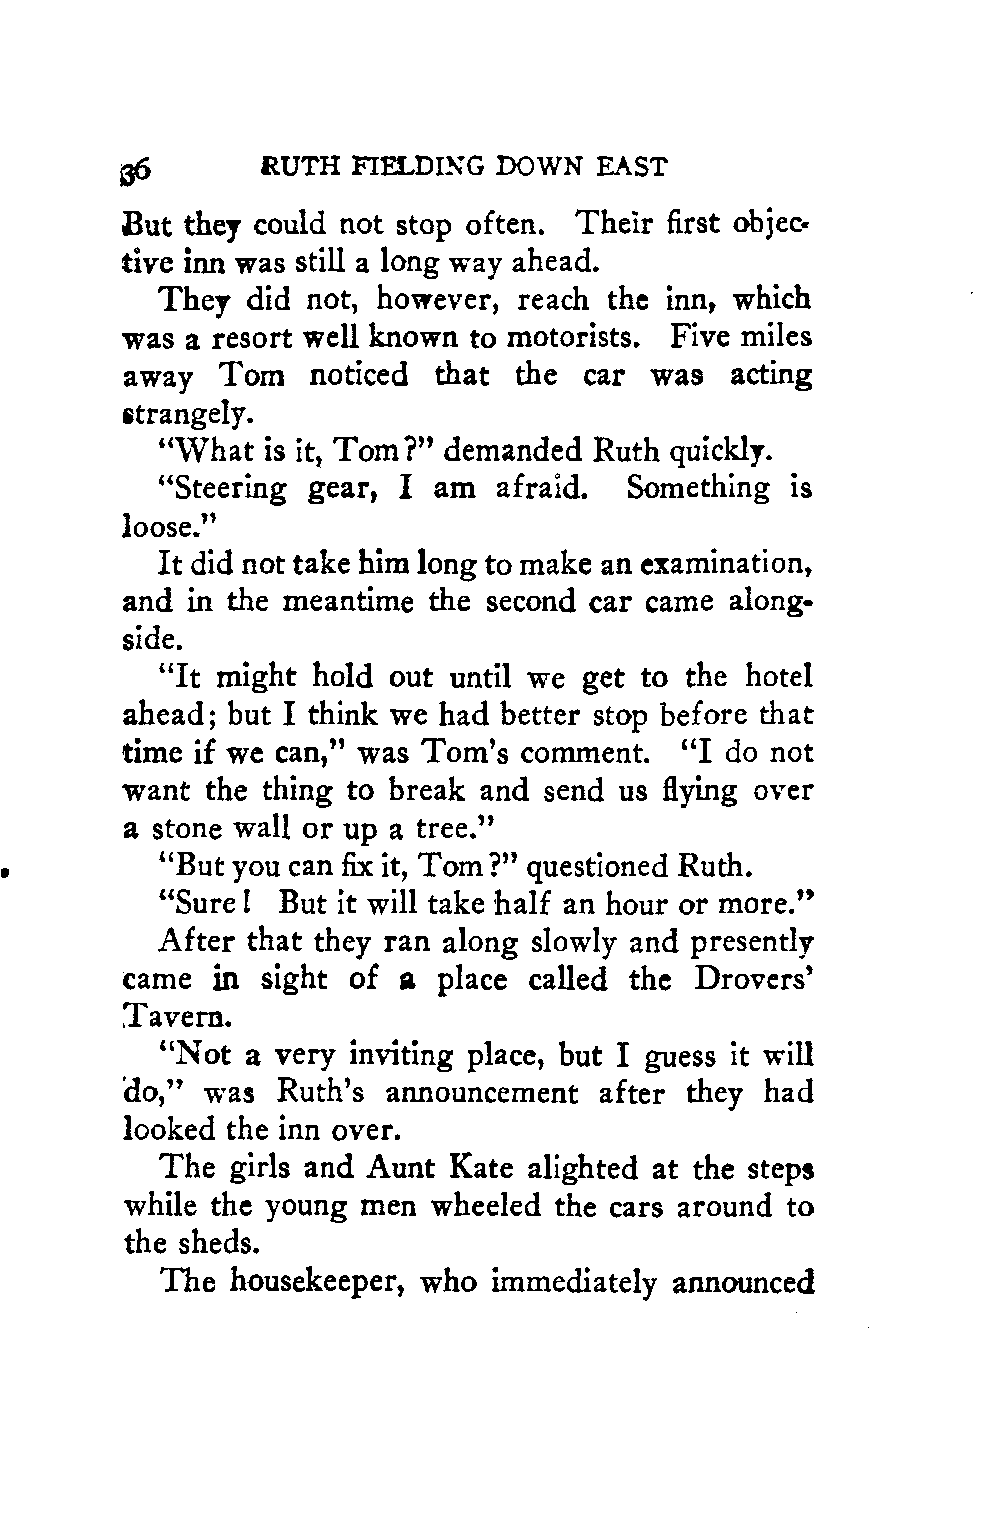 36 RUTH FIELDING DOWN EAST
But they could not stop often. Their first objec-
tive inn was still a long way ahead.
They did not, however, reach the inn, which
was a resort well known to motorists. Five miles
away Tom noticed that the car was acting
strangely.
“What is it, Tom?” demanded Ruth quickly.
“Steering gear, I am afraid. Something is
loose.”
It did not take him long to make an examination,
and in the meantime the second car came along-
side.
“It might hold out until we get to the hotel
ahead; but I think we had better stop before that
time if we can,” was Tom’s comment. “I do not
want the thing to break and send us flying over
a stone wall or up a tree.”
“But you can fix it, Tom?” questioned Ruth.
“Sure! But it will take half an hour or more.”
After that they ran along slowly and presently
came in sight of a place called the Drovers’
Tavern.
“Not a very inviting place, but I guess it will
do,” was Ruth’s announcement after they had
looked the inn over.
The girls and Aunt Kate alighted at the steps
while the young men wheeled the cars around to
the sheds.
The housekeeper, who immediately announced